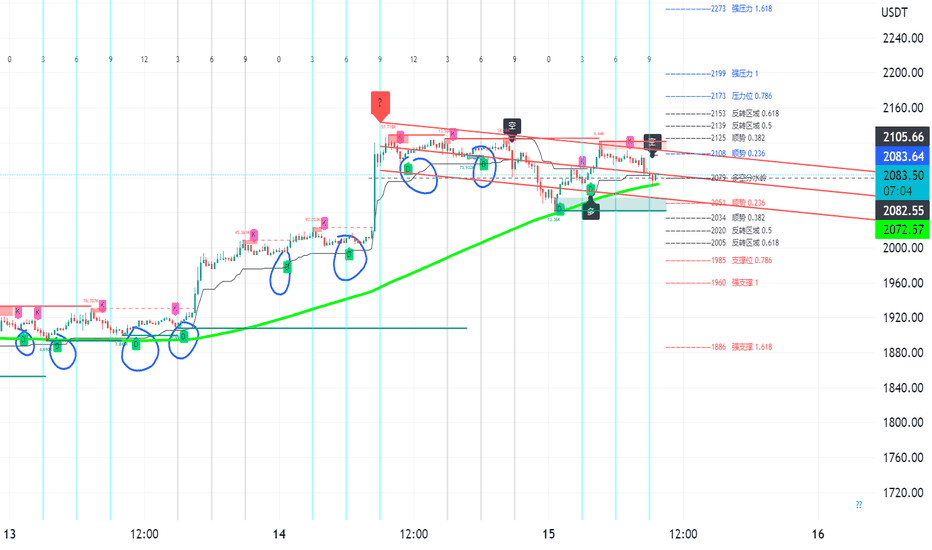 USDT
2273 强压力 1.618
2240.00
2200.00
2199 强压力 1
2173 压力位 0.786
2160.00
2153 反转区域 0.618
2139 反转区域 0.5
2125 顺势 0.382
2108 顺势 0.236
2105.66
2083.64
2083.50
07:04
2082.55
2072.57
2079 多空分水岭
2051 顺势 0.236
2034 顺势 0.382
2020 反转区域 0.5
2005 反转区域 0.618
2000.00
1985 支撑位 0.786
1960 强支撑 1
1960.00
1920.00
1886 强支撑 1.618
1880.00
1840.00
1800.00
1760.00
1720.00
0 3 6 9 12 3 6 9 0 3 6 9 12 3 6 9 0 3 6 9
?
空
空
多
K
K
K
K
K
K
K
K
K
K
D
D
D
D
D
D
D
D
D
D
??
13 12:00 14 12:00 15 12:00 16